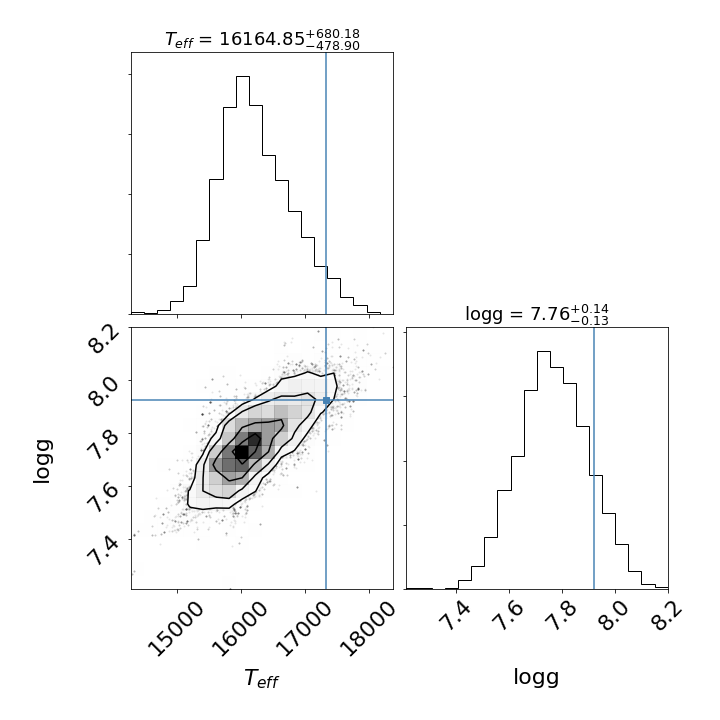 T_eff = 16164.85^{+680.18}_{-478.90}
logg = 7.76^{+0.14}_{-0.13}
8.2
8.0
7.8
7.6
7.4
logg
15000 16000 17000 18000
T_eff
7.4 7.6 7.8 8.0 8.2
logg